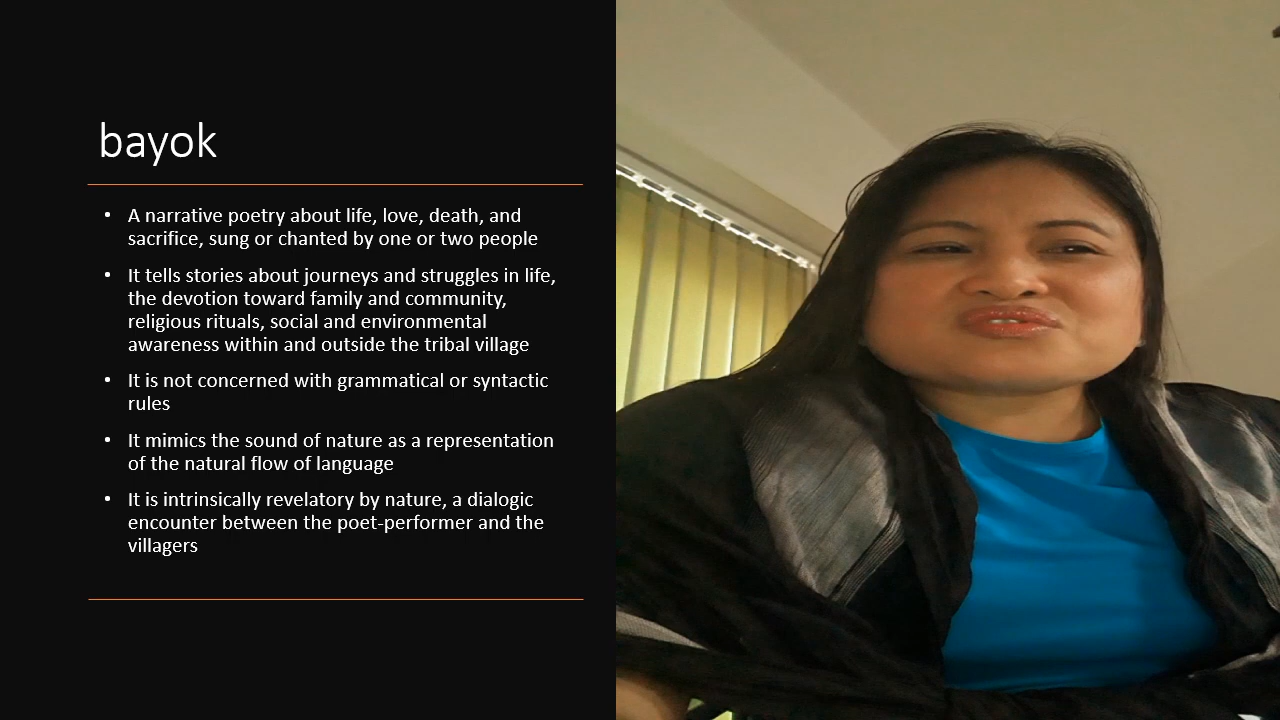 bayok
• A narrative poetry about life, love, death, and
sacrifice, sung or chanted by one or two people
• It tells stories about journeys and struggles in life,
the devotion toward family and community,
religious rituals, social and environmental
awareness within and outside the tribal village
• It is not concerned with grammatical or syntactic
rules
• It mimics the sound of nature as a representation
of the natural flow of language
• It is intrinsically revelatory by nature, a dialogic
encounter between the poet-performer and the
villagers